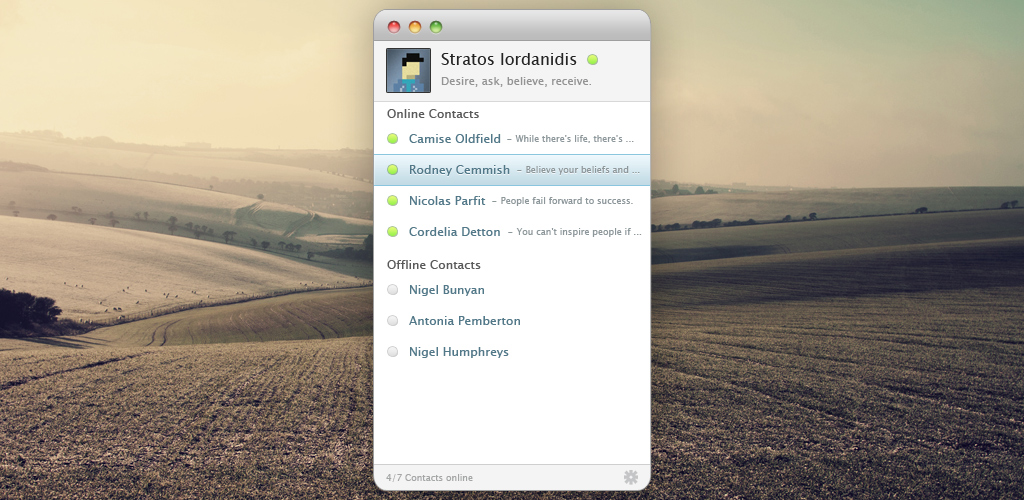 Stratos Iordanidis
Desire, ask, believe, receive.
Online Contacts
Camise Oldfield – While there's life, there's ...
Rodney Cemmish – Believe your beliefs and ...
Nicolas Parfit – People fail forward to success.
Cordelia Detton – You can't inspire people if ...
Offline Contacts
Nigel Bunyan
Antonia Pemberton
Nigel Humphreys
4/7 Contacts online